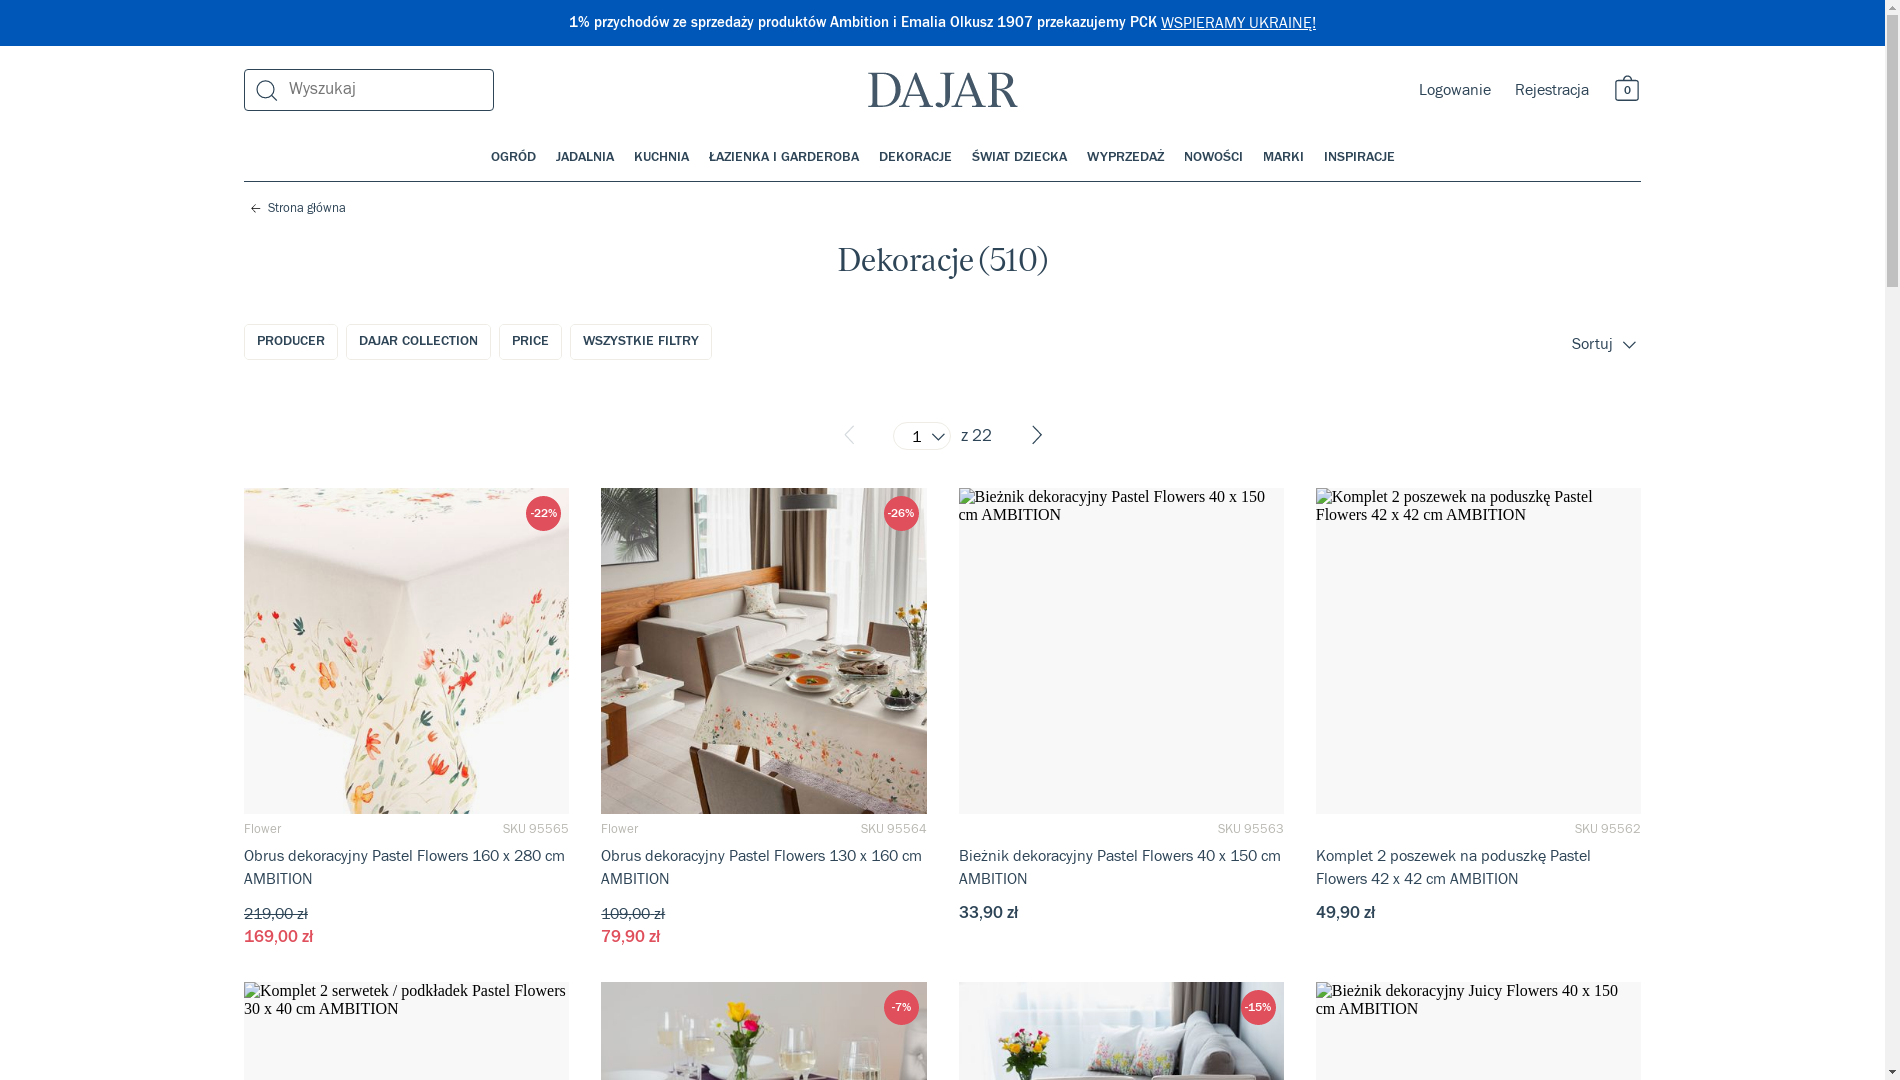 1% przychodów ze sprzedaży produktów Ambition i Emalia Olkusz 1907 przekazujemy PCK WSPIERAMY UKRAINĘ!
Wyszukaj
DAJAR
Logowanie
Rejestracja
0
OGRÓD
JADALNIA
KUCHNIA
ŁAZIENKA I GARDEROBA
DEKORACJE
ŚWIAT DZIECKA
WYPRZEDAŻ
NOWOŚCI
MARKI
INSPIRACJE
Strona główna
Dekoracje (510)
PRODUCER
DAJAR COLLECTION
PRICE
WSZYSTKIE FILTRY
Sortuj
1
z 22
-22%
-26%
Bieżnik dekoracyjny Pastel Flowers 40 x 150
cm AMBITION
Komplet 2 poszewek na poduszkę Pastel
Flowers 42 x 42 cm AMBITION
Flower
SKU 95565
Flower
SKU 95564
SKU 95563
SKU 95562
Obrus dekoracyjny Pastel Flowers 160 x 280 cm
AMBITION
Obrus dekoracyjny Pastel Flowers 130 x 160 cm
AMBITION
Bieżnik dekoracyjny Pastel Flowers 40 x 150 cm
AMBITION
Komplet 2 poszewek na poduszkę Pastel
Flowers 42 x 42 cm AMBITION
219,00 zł
169,00 zł
109,00 zł
79,90 zł
33,90 zł
49,90 zł
Komplet 2 serwetek / podkładek Pastel Flowers
30 x 40 cm AMBITION
-7%
-15%
Bieżnik dekoracyjny Juicy Flowers 40 x 150
cm AMBITION